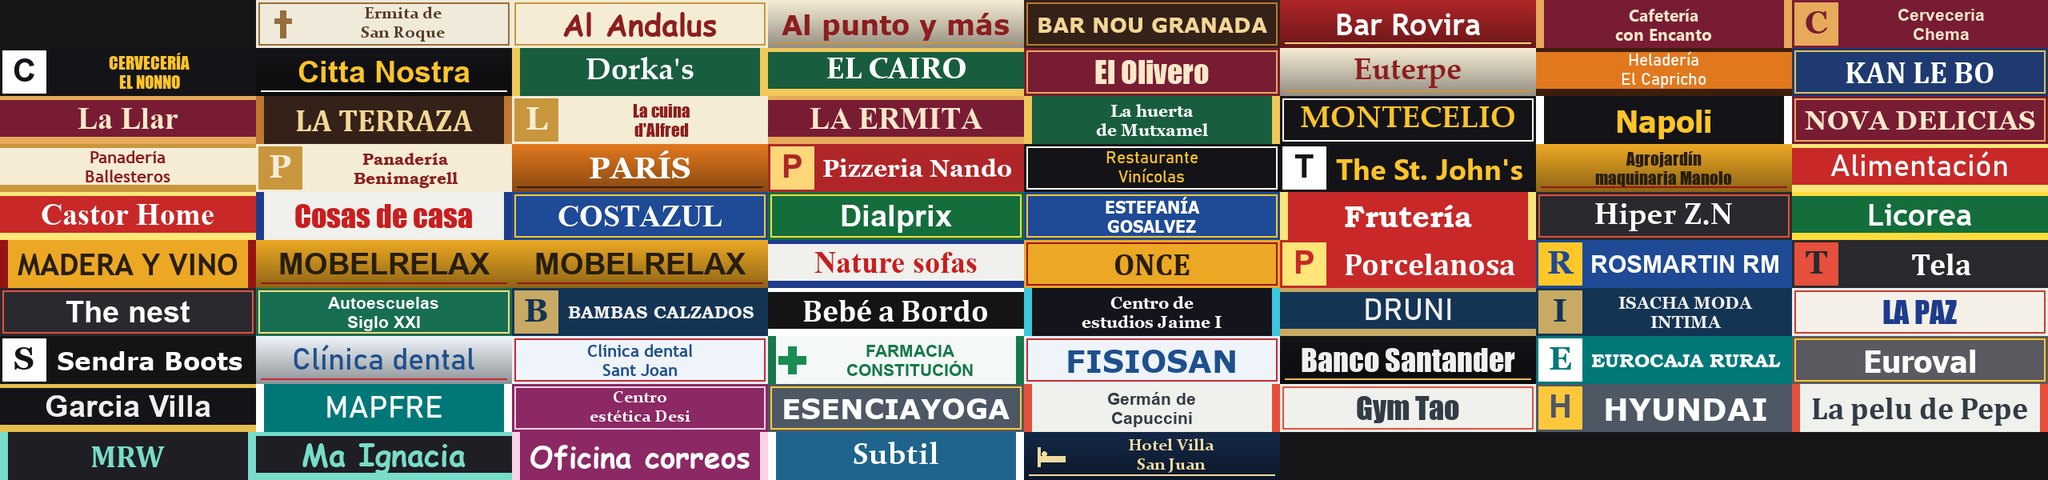 Ermita de
San Roque
Al Andalus
Al punto y más
BAR NOU GRANADA
Bar Rovira
Cafetería
con Encanto
C
Cerveceria
Chema
C
CERVECERÍA
EL NONNO
Citta Nostra
Dorka's
EL CAIRO
El Olivero
Euterpe
Heladería
El Capricho
KAN LE BO
La Llar
LA TERRAZA
L
La cuina
d'Alfred
LA ERMITA
La huerta
de Mutxamel
MONTECELIO
Napoli
NOVA DELICIAS
Panadería
Ballesteros
P
Panadería
Benimagrell
PARÍS
P
Pizzeria Nando
Restaurante
Vinícolas
T
The St. John's
Agrojardín
maquinaria Manolo
Alimentación
Castor Home
Cosas de casa
COSTAZUL
Dialprix
ESTEFANÍA
GOSALVEZ
Frutería
Hiper Z.N
Licorea
MADERA Y VINO
MOBELRELAX
MOBELRELAX
Nature sofas
ONCE
P
Porcelanosa
R
ROSMARTIN RM
T
Tela
The nest
Autoescuelas
Siglo XXI
B
BAMBAS CALZADOS
Bebé a Bordo
Centro de
estudios Jaime I
DRUNI
I
ISACHA MODA
INTIMA
LA PAZ
S
Sendra Boots
Clínica dental
Clínica dental
Sant Joan
FARMACIA
CONSTITUCIÓN
FISIOSAN
Banco Santander
E
EUROCAJA RURAL
Euroval
Garcia Villa
MAPFRE
Centro
estética Desi
ESENCIAYOGA
Germán de
Capuccini
Gym Tao
H
HYUNDAI
La pelu de Pepe
MRW
Ma Ignacia
Oficina correos
Subtil
Hotel Villa
San Juan